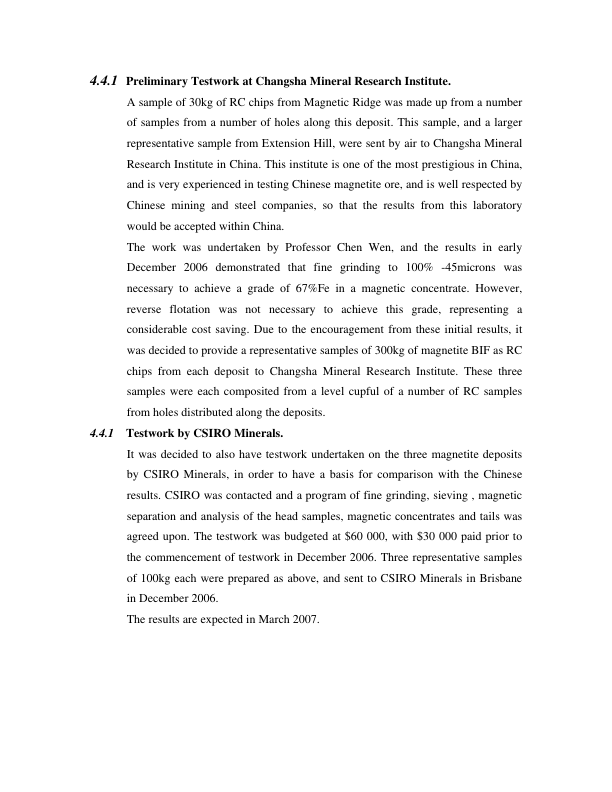 4.4.1 Preliminary Testwork at Changsha Mineral Research Institute.
A sample of 30kg of RC chips from Magnetic Ridge was made up from a number
of samples from a number of holes along this deposit. This sample, and a larger
representative sample from Extension Hill, were sent by air to Changsha Mineral
Research Institute in China. This institute is one of the most prestigious in China,
and is very experienced in testing Chinese magnetite ore, and is well respected by
Chinese mining and steel companies, so that the results from this laboratory
would be accepted within China.
The work was undertaken by Professor Chen Wen, and the results in early
December 2006 demonstrated that fine grinding to 100% -45microns was
necessary to achieve a grade of 67%Fe in a magnetic concentrate. However,
reverse flotation was not necessary to achieve this grade, representing a
considerable cost saving. Due to the encouragement from these initial results, it
was decided to provide a representative samples of 300kg of magnetite BIF as RC
chips from each deposit to Changsha Mineral Research Institute. These three
samples were each composited from a level cupful of a number of RC samples
from holes distributed along the deposits.
4.4.1 Testwork by CSIRO Minerals.
It was decided to also have testwork undertaken on the three magnetite deposits
by CSIRO Minerals, in order to have a basis for comparison with the Chinese
results. CSIRO was contacted and a program of fine grinding, sieving , magnetic
separation and analysis of the head samples, magnetic concentrates and tails was
agreed upon. The testwork was budgeted at $60 000, with $30 000 paid prior to
the commencement of testwork in December 2006. Three representative samples
of 100kg each were prepared as above, and sent to CSIRO Minerals in Brisbane
in December 2006.
The results are expected in March 2007.